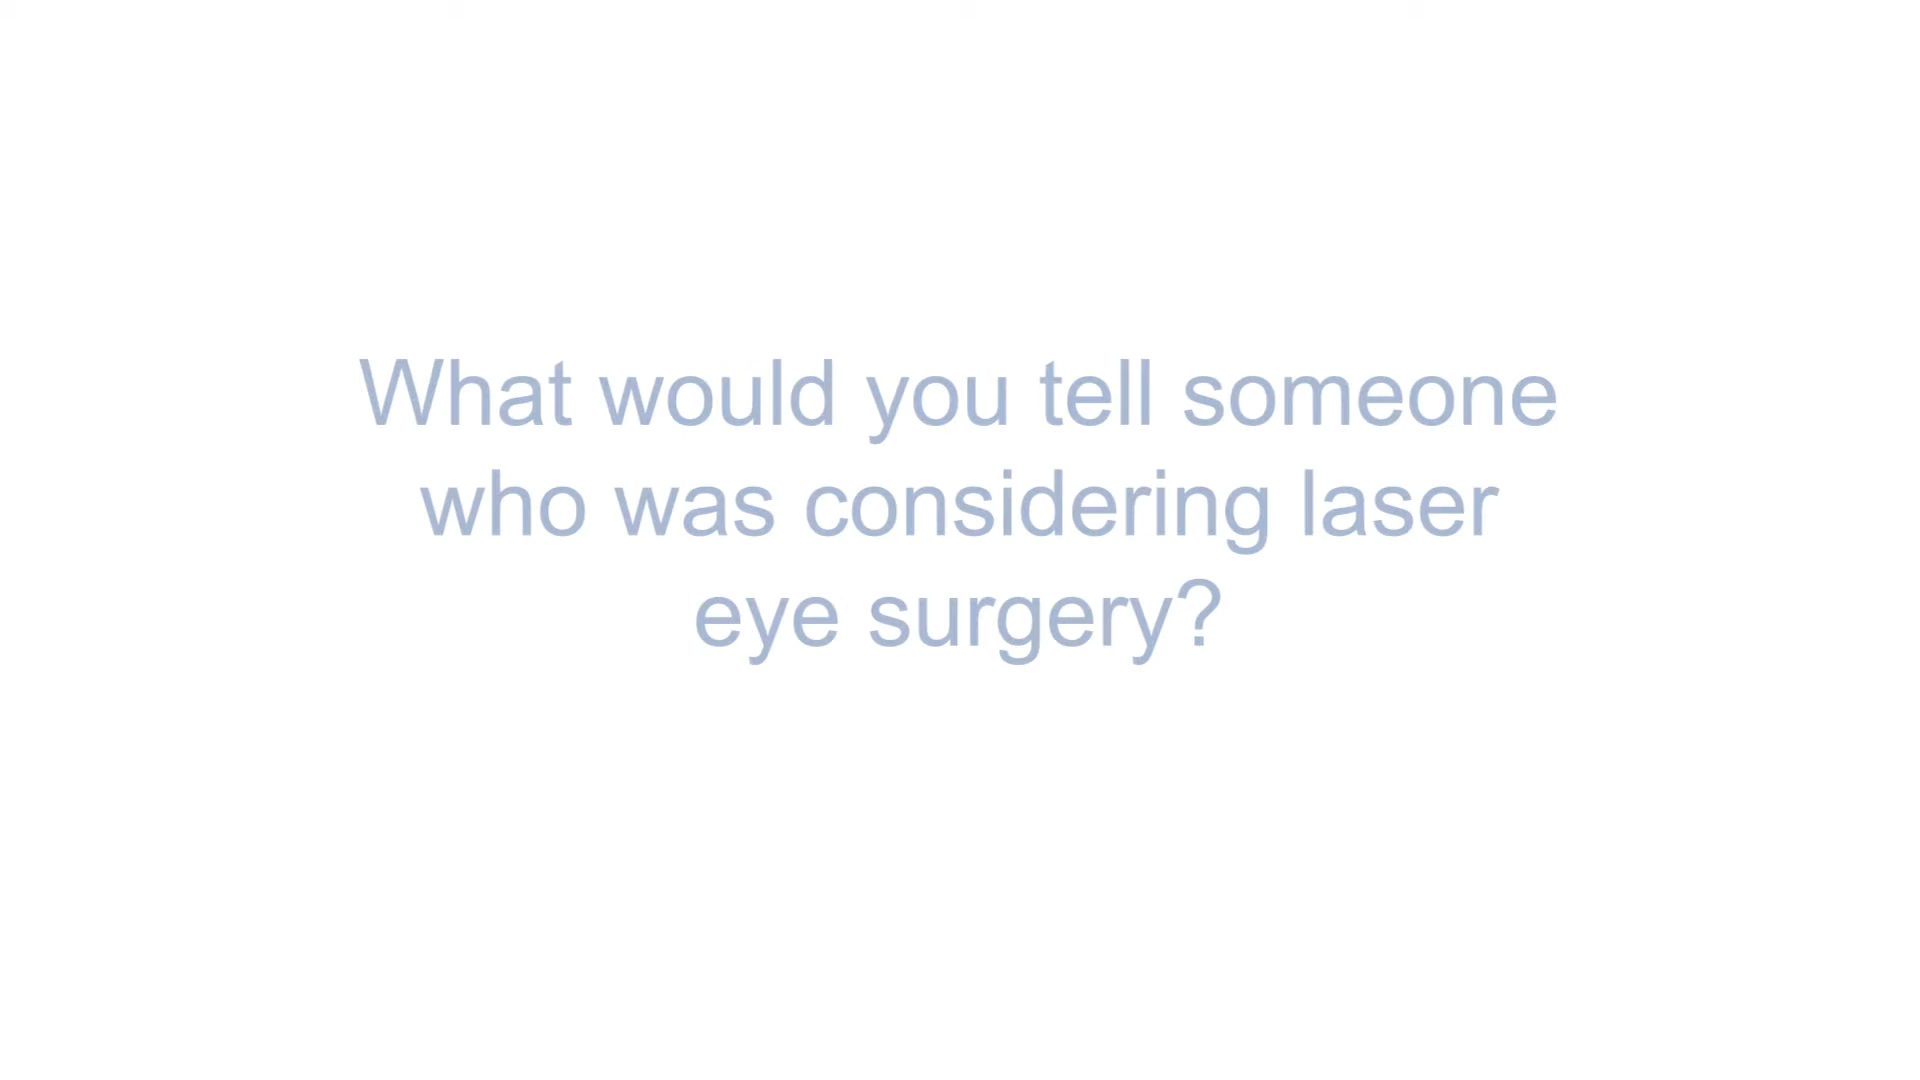 What would you tell someone
who was considering laser
eye surgery?